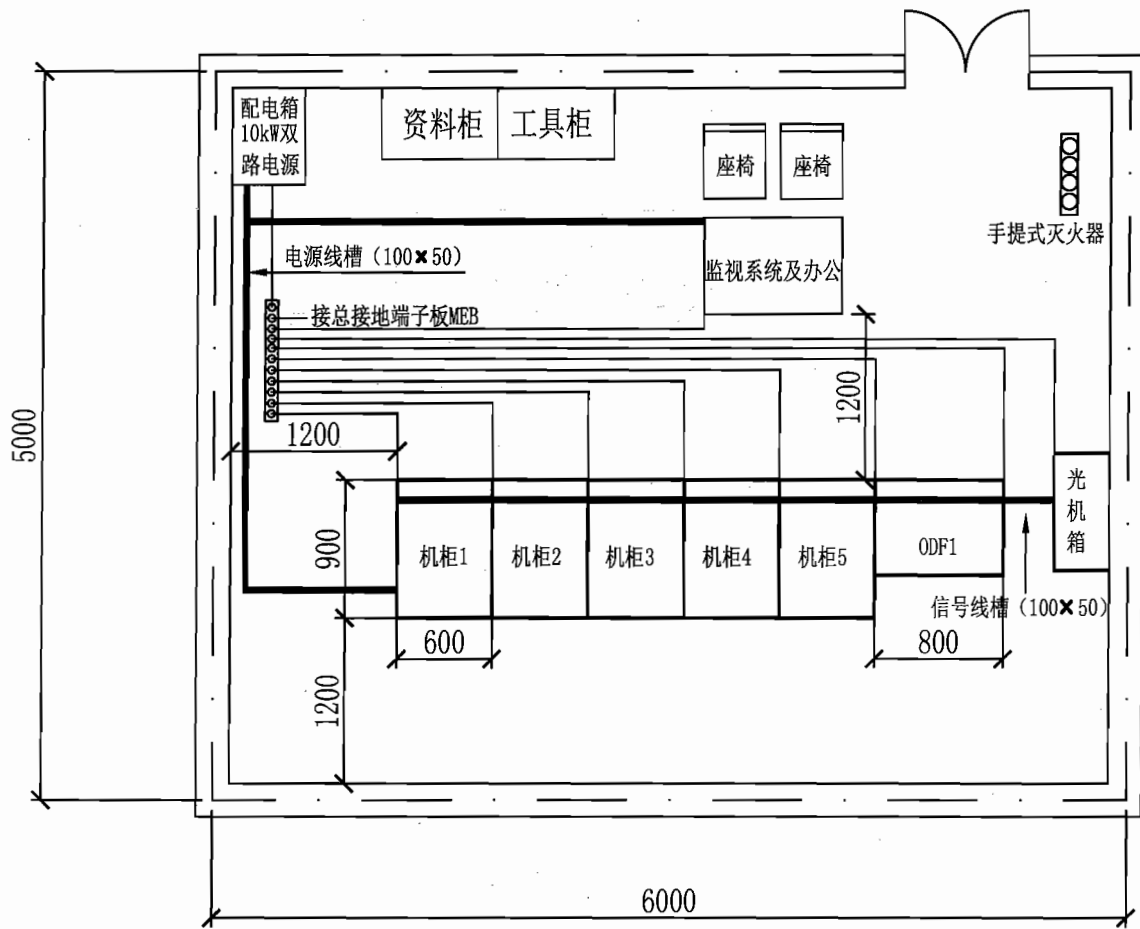 配电箱
10kW双
路电源
资料柜
工具柜
座椅
座椅
手提式灭火器
电源线槽（100×50）
监视系统及办公
接总接地端子板MEB
1200
1200
5000
光
机
箱
900
机柜1
机柜2
机柜3
机柜4
机柜5
ODF1
信号线槽（100×50）
600
800
1200
6000